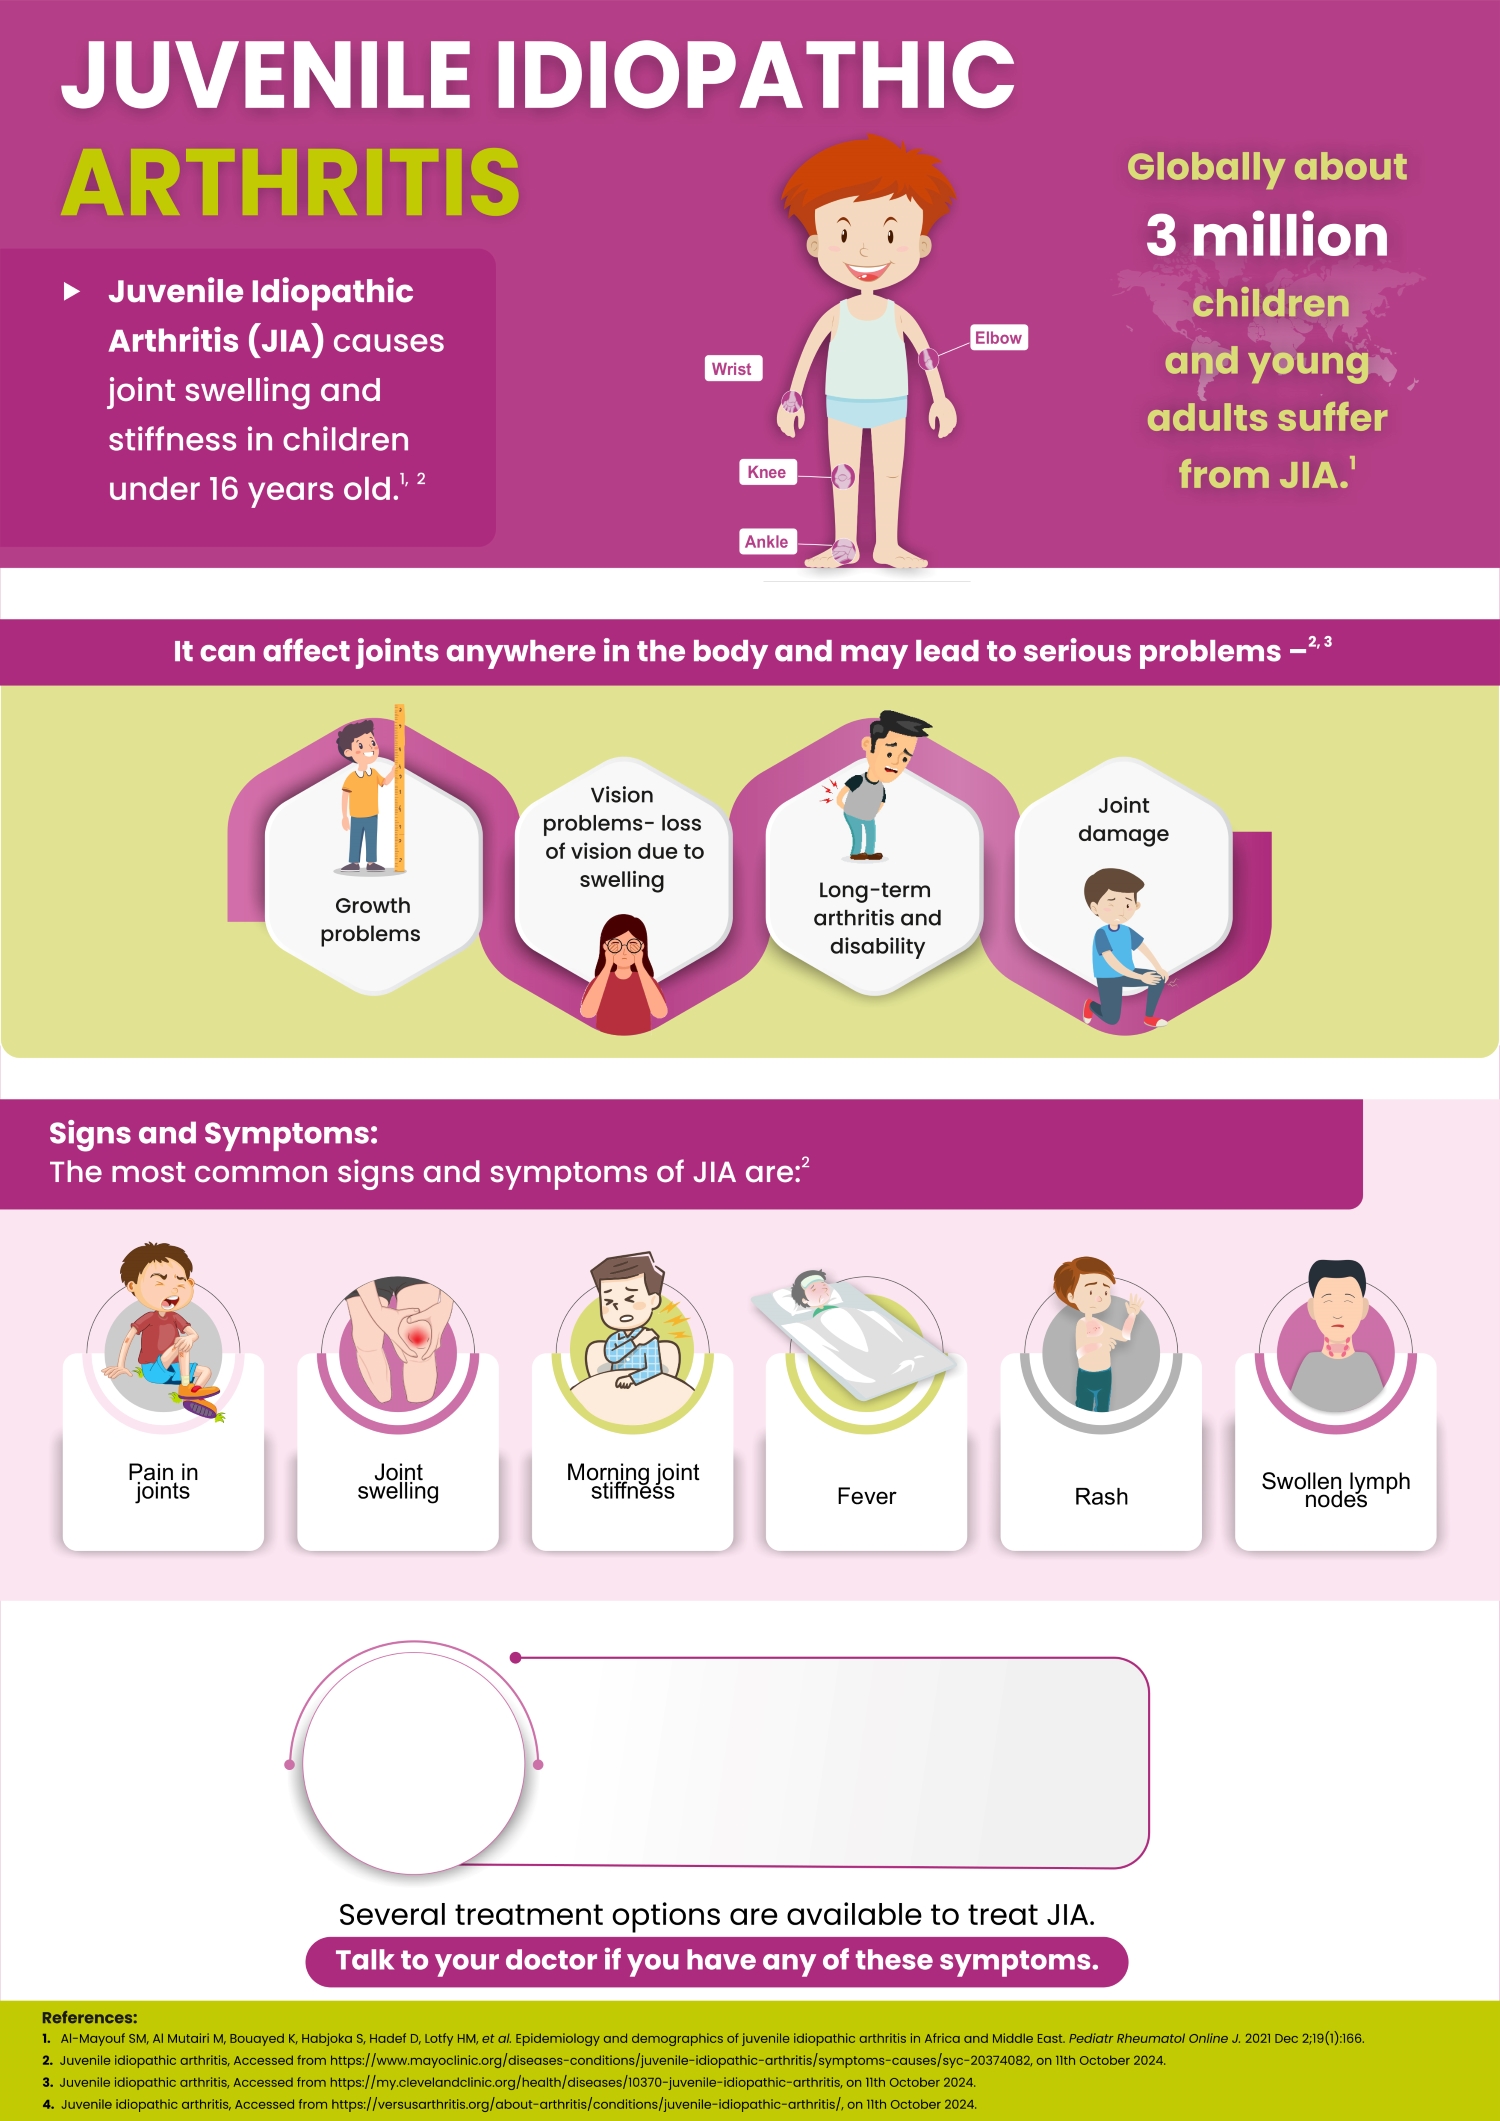 JUVENILE IDIOPATHIC
ARTHRITIS
Juvenile Idiopathic
Arthritis (JIA) causes
joint swelling and
stiffness in children
under 16 years old.1, 2
Wrist
Elbow
Knee
Ankle
Globally about
3 million
children
and young
adults suffer
from JIA.1
It can affect joints anywhere in the body and may lead to serious problems –2, 3
Growth
problems
Vision
problems- loss
of vision due to
swelling
Long-term
arthritis and
disability
Joint
damage
Signs and Symptoms:
The most common signs and symptoms of JIA are:2
Pain in
joints
Joint
swelling
Morning joint
stiffness
Fever
Rash
Swollen lymph
nodes
Several treatment options are available to treat JIA.
Talk to your doctor if you have any of these symptoms.
References:
1. Al-Mayouf SM, Al Mutairi M, Bouayed K, Habjoka S, Hadef D, Lotfy HM, et al. Epidemiology and demographics of juvenile idiopathic arthritis in Africa and Middle East. Pediatr Rheumatol Online J. 2021 Dec 2;19(1):166.
2. Juvenile idiopathic arthritis, Accessed from https://www.mayoclinic.org/diseases-conditions/juvenile-idiopathic-arthritis/symptoms-causes/syc-20374082, on 11th October 2024.
3. Juvenile idiopathic arthritis, Accessed from https://my.clevelandclinic.org/health/diseases/10370-juvenile-idiopathic-arthritis, on 11th October 2024.
4. Juvenile idiopathic arthritis, Accessed from https://versusarthritis.org/about-arthritis/conditions/juvenile-idiopathic-arthritis/, on 11th October 2024.